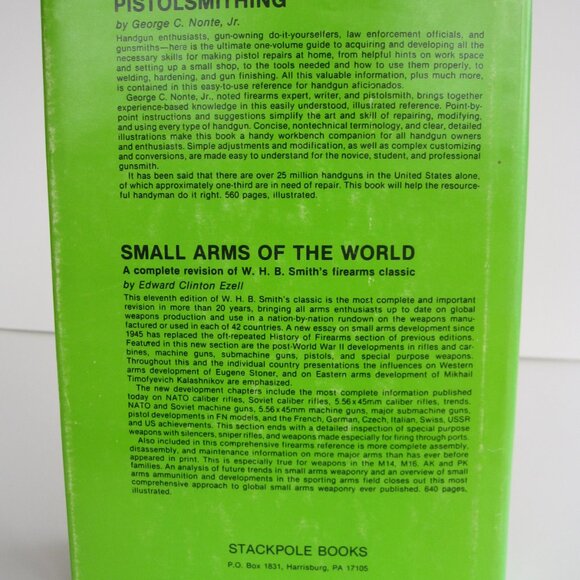 PISTOLSMITHING
by George C. Nonte, Jr.
Handgun enthusiasts, gun-owning do-it-yourselfers, law enforcement officials, and
gunsmiths—here is the ultimate one-volume guide to acquiring and developing all the
necessary skills for making pistol repairs at home, from helpful hints on work space
and setting up a small shop, to the tools needed and how to use them properly, to
welding, hardening, and gun finishing. All this valuable information, plus much more,
is contained in this easy-to-use reference for handgun aficionados.
George C. Nonte, Jr., noted firearms expert, writer, and pistolsmith, brings together
experience-based knowledge in this easily understood, illustrated reference. Point-by-
point instructions and suggestions simplify the art and skill of repairing, modifying,
and using every type of handgun. Concise, nontechnical terminology, and clear, detailed
illustrations make this book a handy workbench companion for all handgun owners
and enthusiasts. Simple adjustments and modification, as well as complex customizing
and conversions, are made easy to understand for the novice, student, and professional
gunsmith.
It has been said that there are over 25 million handguns in the United States alone,
of which approximately one-third are in need of repair. This book will help the resource-
ful handyman do it right. 560 pages, illustrated.
SMALL ARMS OF THE WORLD
A complete revision of W. H. B. Smith's firearms classic
by Edward Clinton Ezell
This eleventh edition of W. H. B. Smith's classic is the most complete and important
revision in more than 20 years, bringing all arms enthusiasts up to date on global
weapons production and use in a nation-by-nation rundown on the weapons manu-
factured or used in each of 42 countries. A new essay on small arms development since
1945 has replaced the oft-repeated History of Firearms section of previous editions.
Featured in this new section are the post-World War II developments in rifles and car-
bines, machine guns, submachine guns, pistols, and special purpose weapons.
Throughout this and the individual country presentations the influences on Western
arms development of Eugene Stoner, and on Eastern arms development of Mikhail
Timofyevich Kalashnikov are emphasized.
The new development chapters include the most complete information published
today on NATO caliber rifles, Soviet caliber rifles, 5.56x45mm caliber rifles, trends,
NATO and Soviet machine guns, 5.56x45mm machine guns, major submachine guns,
pistol developments in FN models, and the French, German, Czech, Italian, Swiss, USSR
and US achievements. This section ends with a detailed inspection of special purpose
weapons with silencers, sniper rifles, and weapons made especially for firing through ports.
Also included in this comprehensive firearms reference is more complete assembly,
disassembly, and maintenance information on more major arms than has ever before
appeared in print. This is especially true for weapons in the M14, M16, AK and PK
families. An analysis of future trends in small arms weaponry and an overview of small
arms ammunition and developments in the sporting arms field closes out this most
comprehensive approach to global small arms weaponry ever published. 640 pages,
illustrated.
STACKPOLE BOOKS
P.O. Box 1831, Harrisburg, PA 17105